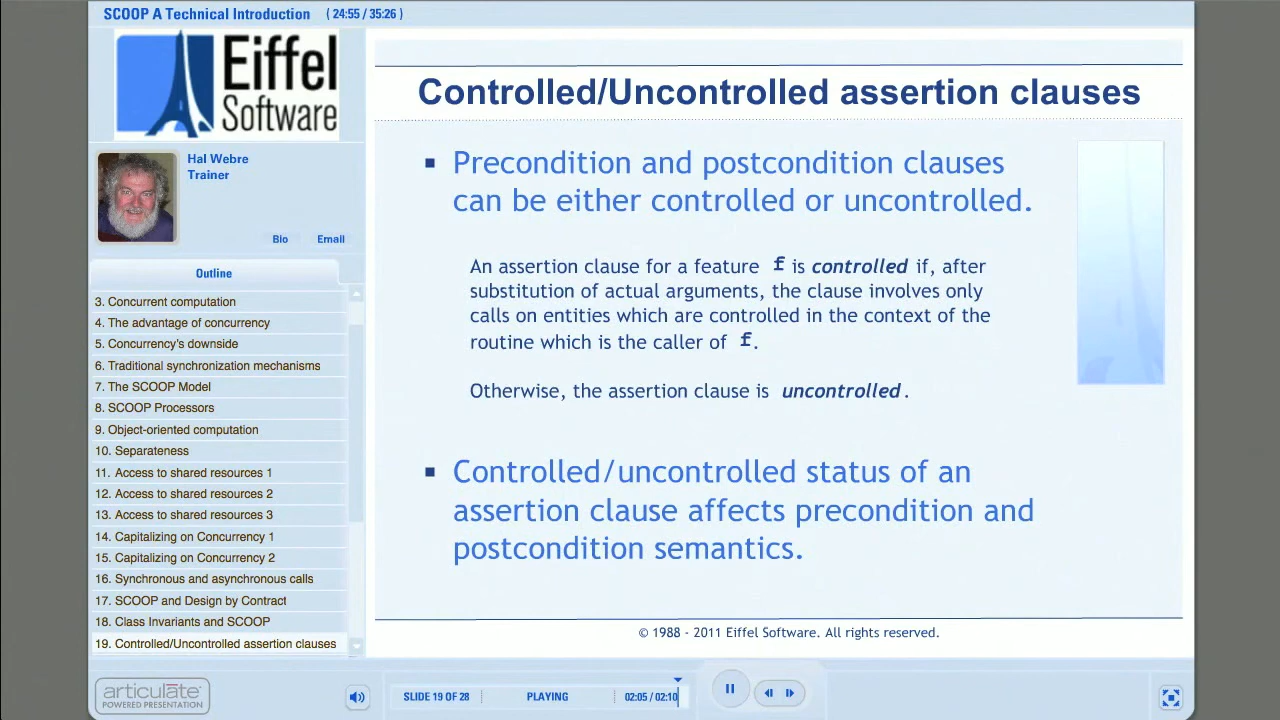 SCOOP A Technical Introduction ( 24:55 / 35:26 )
Eiffel
Software
Hal Webre
Trainer
Bio Email
Outline
3. Concurrent computation
4. The advantage of concurrency
5. Concurrency's downside
6. Traditional synchronization mechanisms
7. The SCOOP Model
8. SCOOP Processors
9. Object-oriented computation
10. Separateness
11. Access to shared resources 1
12. Access to shared resources 2
13. Access to shared resources 3
14. Capitalizing on Concurrency 1
15. Capitalizing on Concurrency 2
16. Synchronous and asynchronous calls
17. SCOOP and Design by Contract
18. Class Invariants and SCOOP
19. Controlled/Uncontrolled assertion clauses
Controlled/Uncontrolled assertion clauses
Precondition and postcondition clauses
can be either controlled or uncontrolled.
An assertion clause for a feature f is controlled if, after
substitution of actual arguments, the clause involves only
calls on entities which are controlled in the context of the
routine which is the caller of f.
Otherwise, the assertion clause is uncontrolled.
Controlled/uncontrolled status of an
assertion clause affects precondition and
postcondition semantics.
© 1988 - 2011 Eiffel Software. All rights reserved.
articulate
POWERED PRESENTATION
SLIDE 19 OF 28 PLAYING 02:05 / 02:10